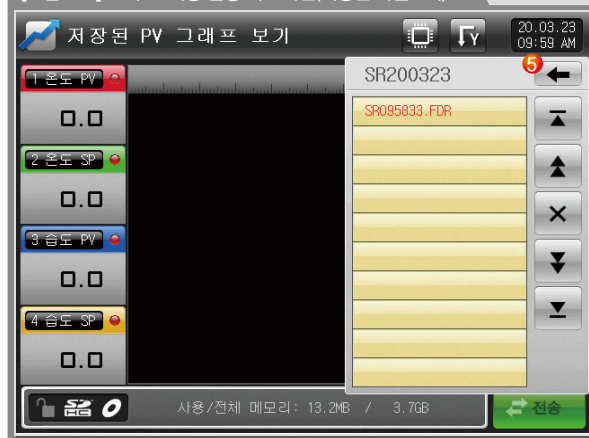 저장된 PV 그래프 보기
Y
20.03.23
09:59 AM
1 온도 PV
0.0
2 온도 SP
0.0
3 습도 PV
0.0
4 습도 SP
0.0
SR200323
5
SR095833.FDR
SD HC
사용/전체 메모리: 13.2MB / 3.7GB
전송